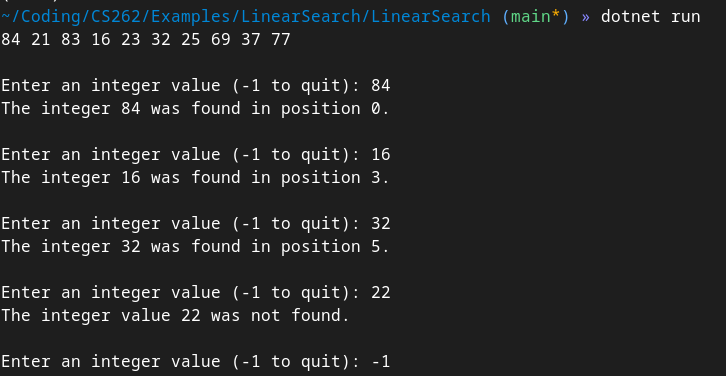 ~/Coding/CS262/Examples/LinearSearch/LinearSearch (main*) » dotnet run
84 21 83 16 23 32 25 69 37 77
Enter an integer value (-1 to quit): 84
The integer 84 was found in position 0.
Enter an integer value (-1 to quit): 16
The integer 16 was found in position 3.
Enter an integer value (-1 to quit): 32
The integer 32 was found in position 5.
Enter an integer value (-1 to quit): 22
The integer value 22 was not found.
Enter an integer value (-1 to quit): -1